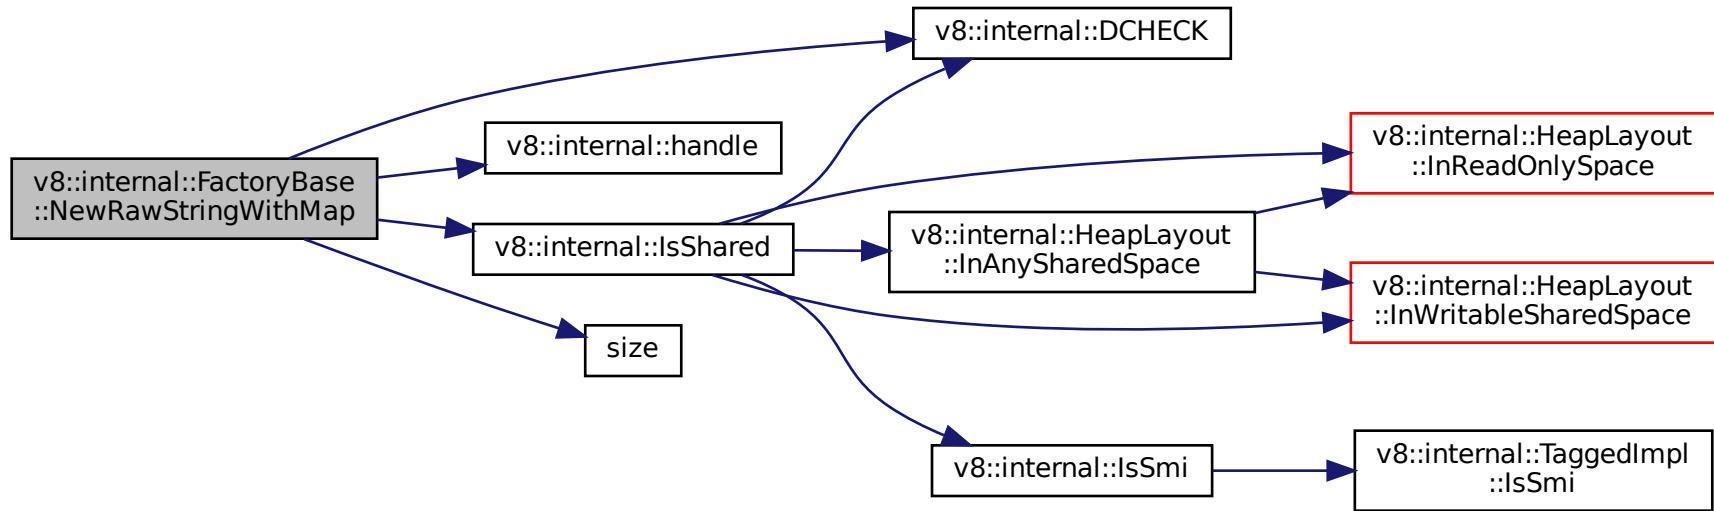 v8::internal::FactoryBase
::NewRawStringWithMap
v8::internal::DCHECK
v8::internal::handle
v8::internal::IsShared
size
v8::internal::HeapLayout
::InAnySharedSpace
v8::internal::IsSmi
v8::internal::HeapLayout
::InReadOnlySpace
v8::internal::HeapLayout
::InWritableSharedSpace
v8::internal::TaggedImpl
::IsSmi